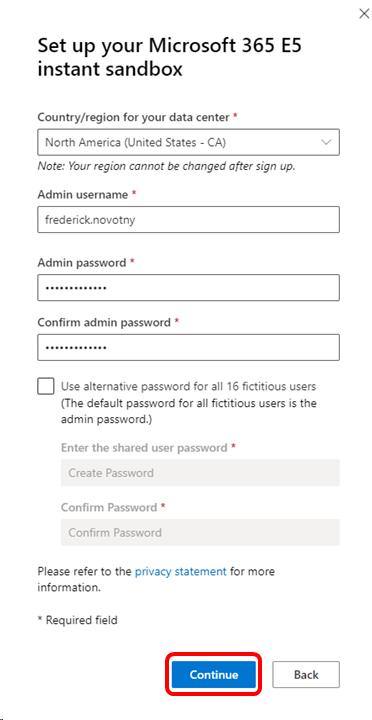 Set up your Microsoft 365 E5
instant sandbox
Country/region for your data center *
North America (United States - CA)
Note: Your region cannot be changed after sign up.
Admin username *
frederick.novotny
Admin password *
•••••••••••••
Confirm admin password *
•••••••••••••
Use alternative password for all 16 fictitious users
(The default password for all fictitious users is the
admin password.)
Enter the shared user password *
Create Password
Confirm Password *
Confirm Password
Please refer to the privacy statement for more
information.
* Required field
Continue Back